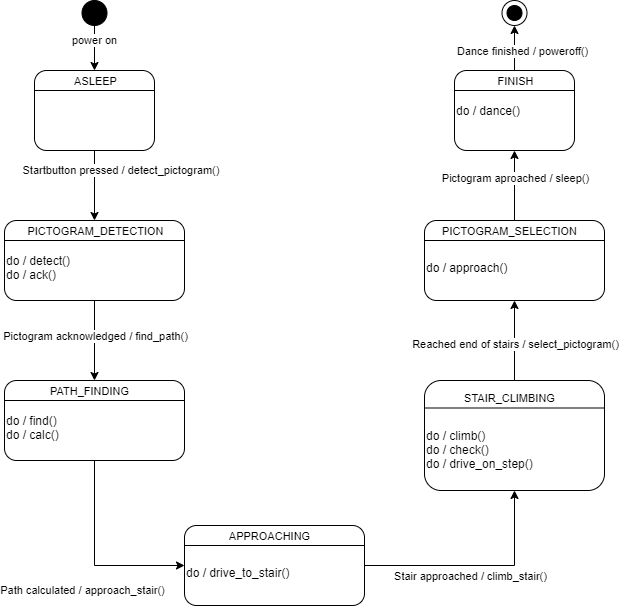 power on
ASLEEP
Startbutton pressed / detect_pictogram()
PICTOGRAM_DETECTION
do / detect()
do / ack()
Pictogram acknowledged / find_path()
PATH_FINDING
do / find()
do / calc()
Path calculated / approach_stair()
APPROACHING
do / drive_to_stair()
Stair approached / climb_stair()
STAIR_CLIMBING
do / climb()
do / check()
do / drive_on_step()
Reached end of stairs / select_pictogram()
PICTOGRAM_SELECTION
do / approach()
Pictogram aproached / sleep()
FINISH
do / dance()
Dance finished / poweroff()